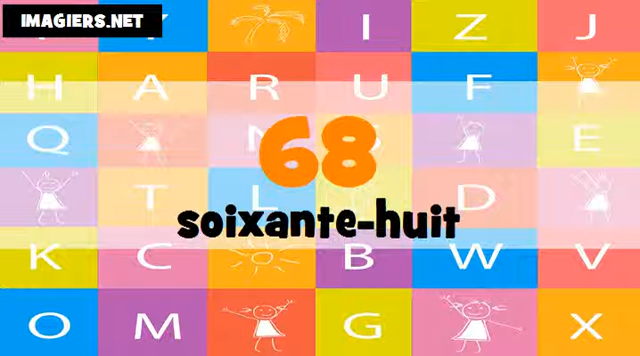 IMAGIERS.NET
I Z J
H A R U F
Q E
68
T D
soixante-huit
K C B W V
O M G X